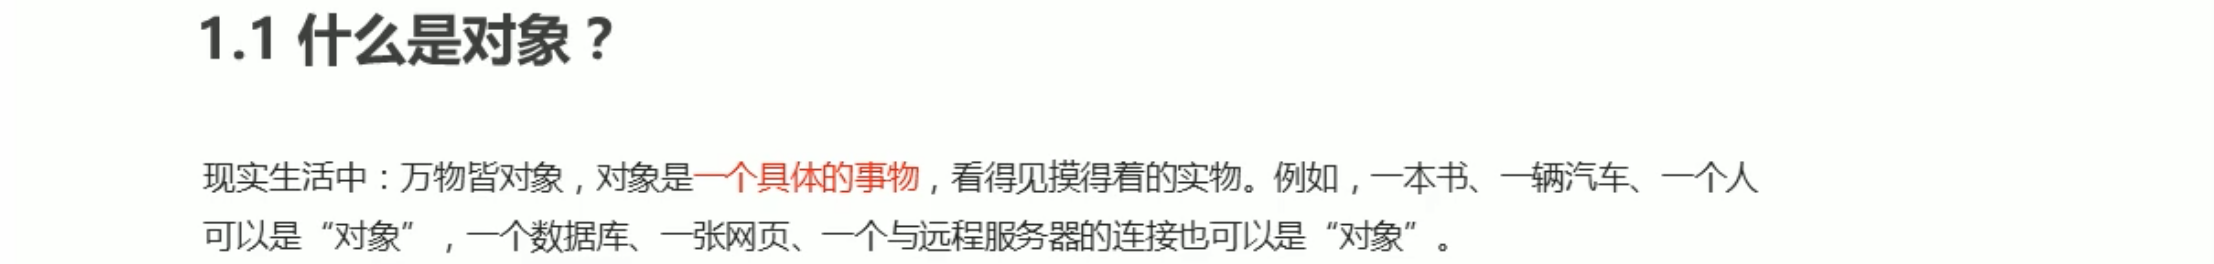 1.1 什么是对象？
现实生活中：万物皆对象，对象是一个具体的事物，看得见摸得着的实物。例如，一本书、一辆汽车、一个人
可以是“对象”，一个数据库、一张网页、一个与远程服务器的连接也可以是“对象”。